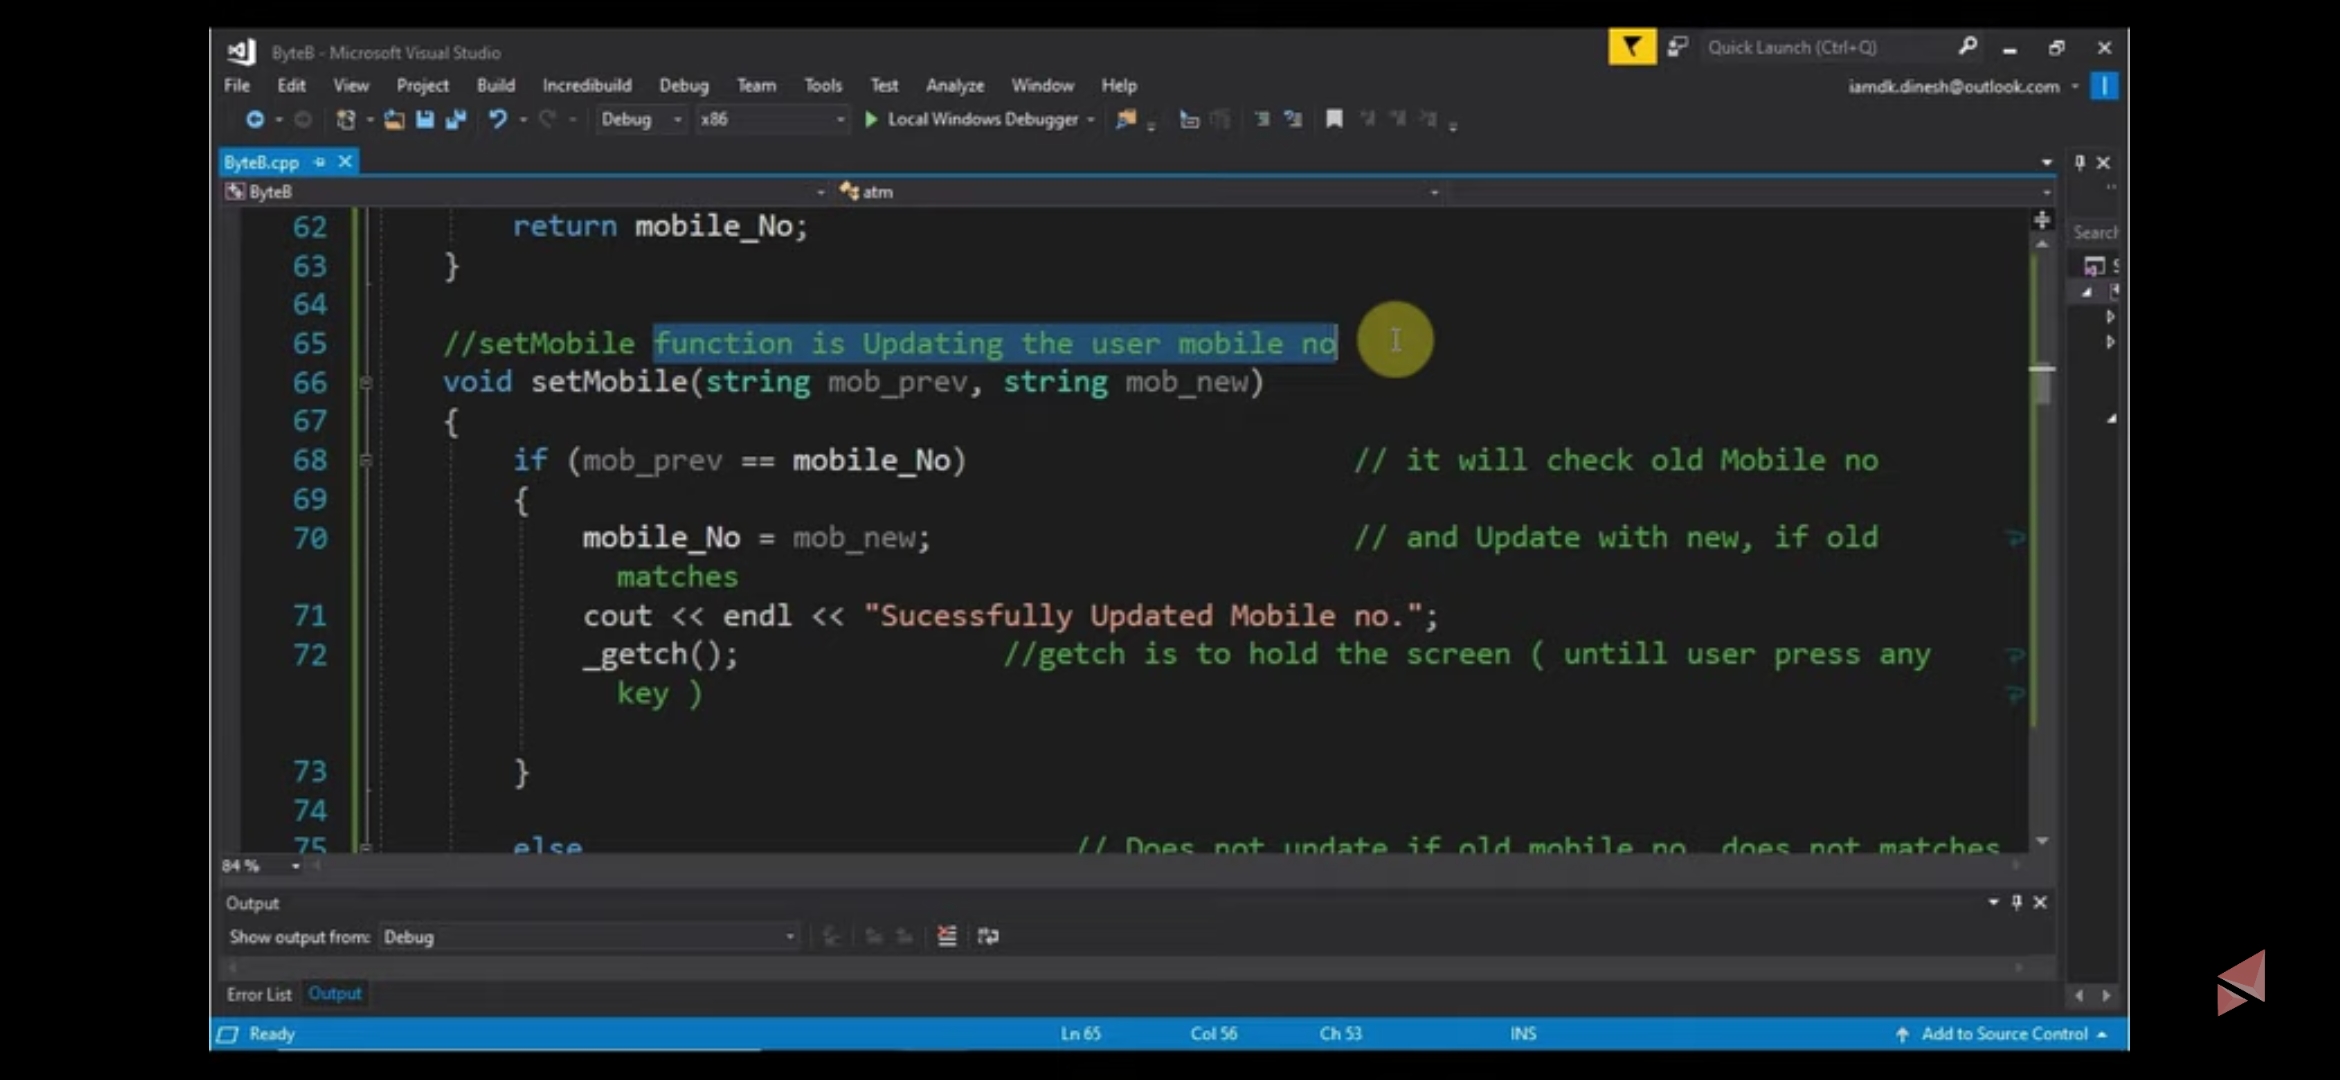 ByteB - Microsoft Visual Studio
Quick Launch (Ctrl+Q)
File Edit View Project Build Incredibuild Debug Team Tools Test Analyze Window Help
iamdk.dinesh@outlook.com
Debug x86 Local Windows Debugger
ByteB.cpp
ByteB atm
Search
62 return mobile_No;
63 }
64
65 //setMobile function is Updating the user mobile no
66 void setMobile(string mob_prev, string mob_new)
67 {
68 if (mob_prev == mobile_No) // it will check old Mobile no
69 {
70 mobile_No = mob_new; // and Update with new, if old
matches
71 cout << endl << "Sucessfully Updated Mobile no.";
72 _getch(); //getch is to hold the screen ( untill user press any
key )
73 }
74
75 else // Does not update if old mobile no. does not matches
84 %
Output
Show output from: Debug
Error List Output
Ready Ln 65 Col 56 Ch 53 INS Add to Source Control